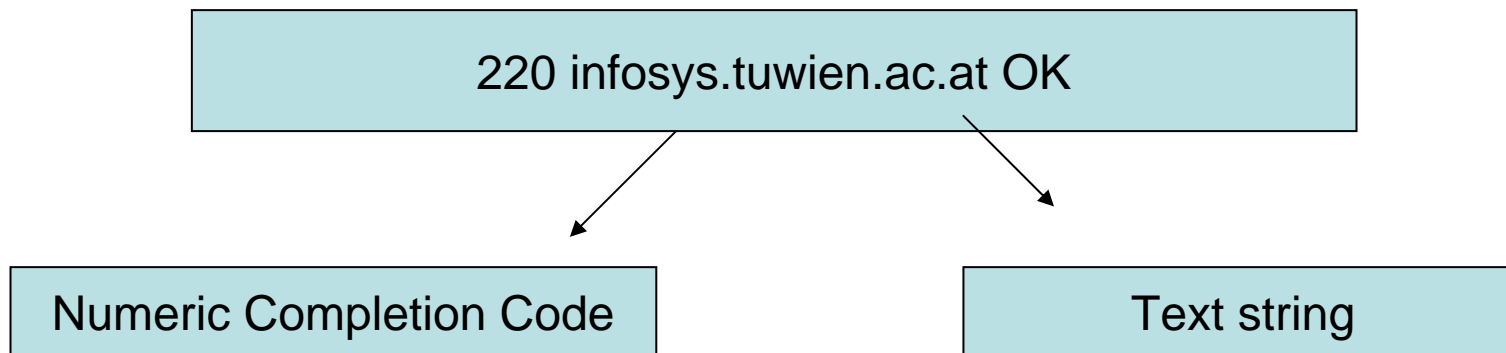 220 infosys.tuwien.ac.at OK
Numeric Completion Code
Text string